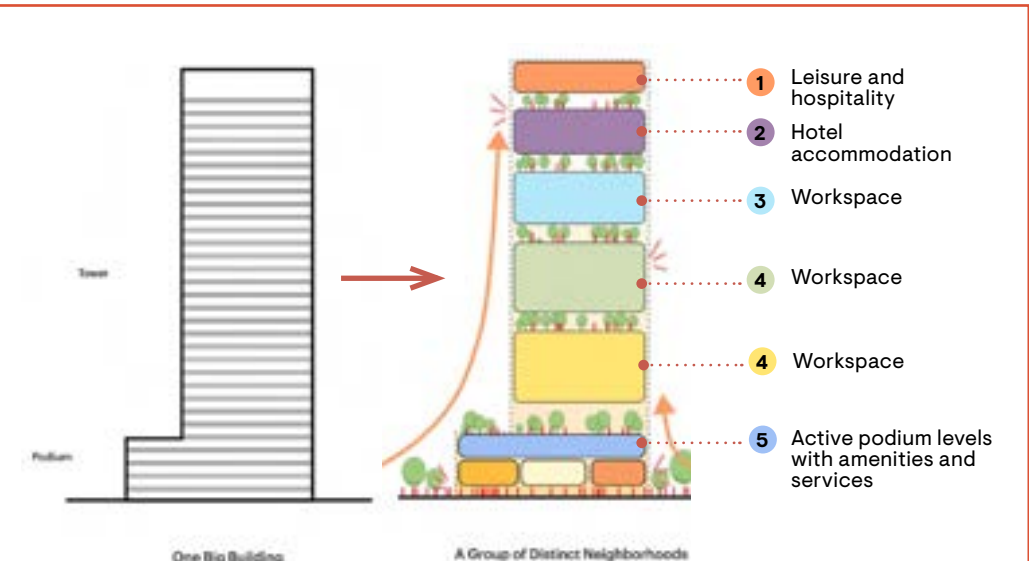 1 Leisure and
hospitality
2 Hotel
accommodation
3 Workspace
4 Workspace
4 Workspace
5 Active podium levels
with amenities and
services
Tower
Podium
One Big Building
A Group of Distinct Neighborhoods